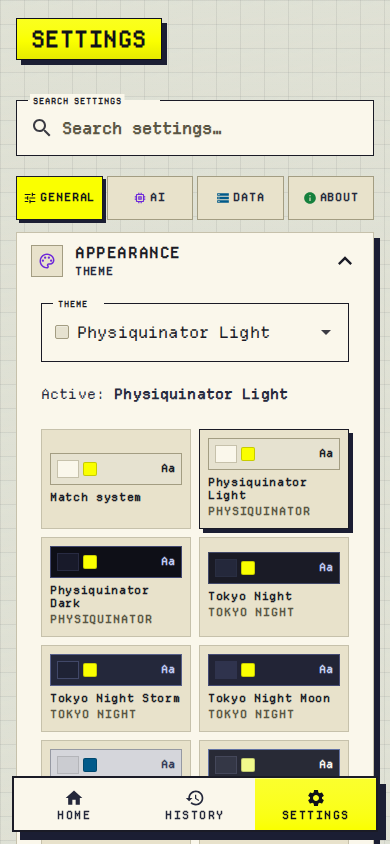 SETTINGS
SEARCH SETTINGS
Search settings…
GENERAL
AI
DATA
ABOUT
APPEARANCE
THEME
THEME
Physiquinator Light
Active: Physiquinator Light
Aa
Match system
Aa
Physiquinator
Light
PHYSIQUINATOR
Aa
Physiquinator
Dark
PHYSIQUINATOR
Aa
Tokyo Night
TOKYO NIGHT
Aa
Tokyo Night Storm
TOKYO NIGHT
Aa
Tokyo Night Moon
TOKYO NIGHT
Aa
Aa
HOME
HISTORY
SETTINGS